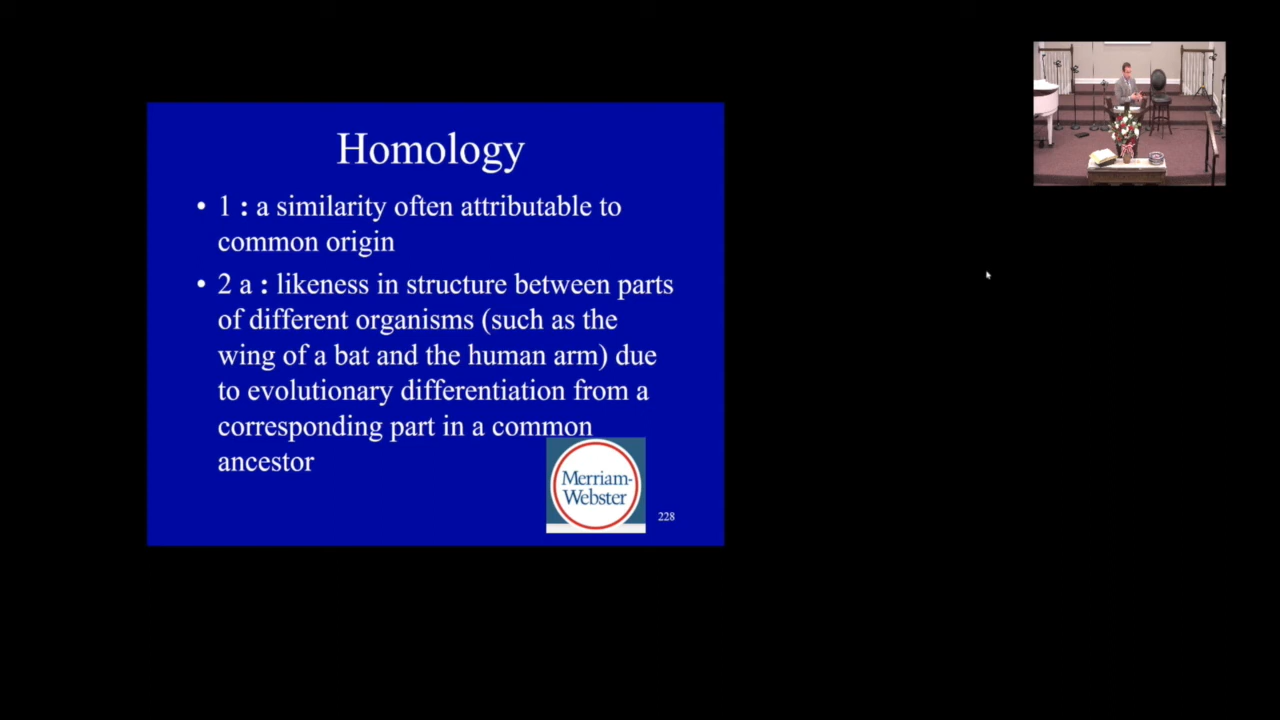 Homology
• 1 : a similarity often attributable to
common origin
• 2 a : likeness in structure between parts
of different organisms (such as the
wing of a bat and the human arm) due
to evolutionary differentiation from a
corresponding part in a common
ancestor
Merriam-
Webster
228